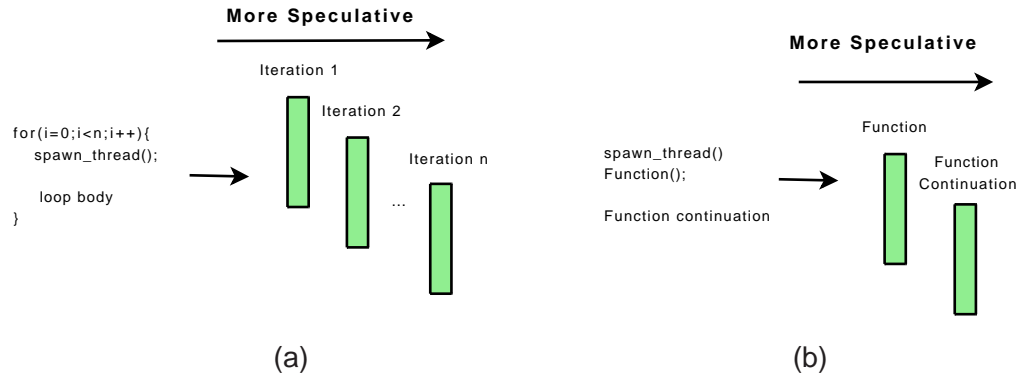 More Speculative
Iteration 1
Iteration 2
Iteration n
for(i=0;i<n;i++){
spawn_thread();
loop body
}
...
(a)
More Speculative
Function
Function
Continuation
spawn_thread()
Function();
Function continuation
(b)